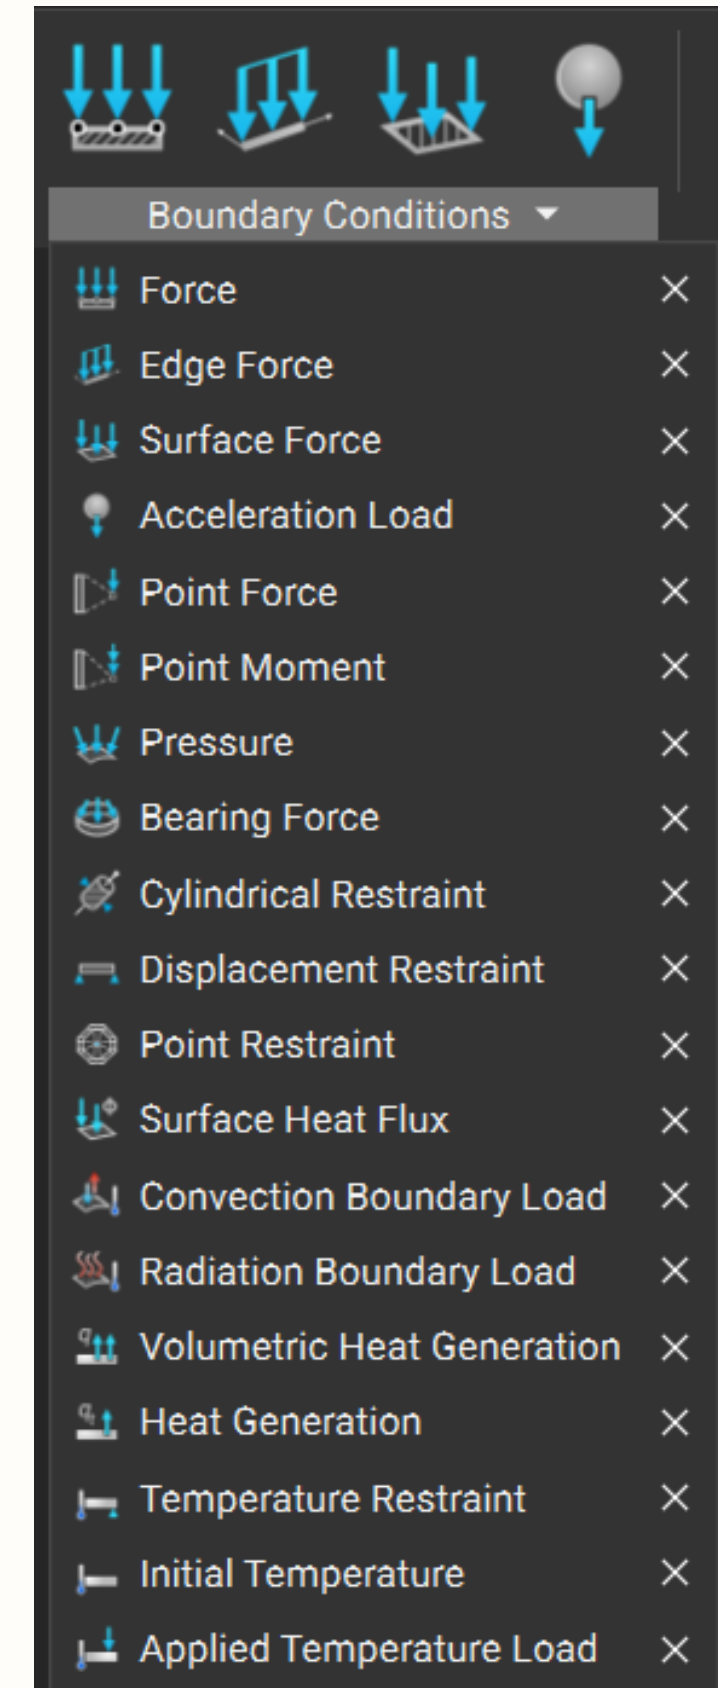 Boundary Conditions
Force
Edge Force
Surface Force
Acceleration Load
Point Force
Point Moment
Pressure
Bearing Force
Cylindrical Restraint
Displacement Restraint
Point Restraint
Surface Heat Flux
Convection Boundary Load
Radiation Boundary Load
Volumetric Heat Generation
Heat Generation
Temperature Restraint
Initial Temperature
Applied Temperature Load